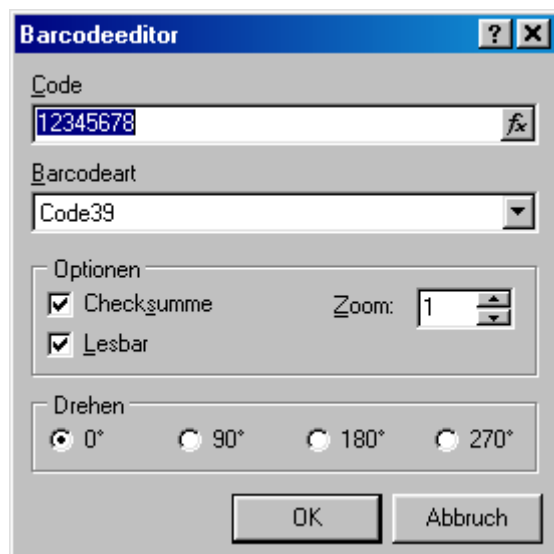 Barcodeeditor
Code
12345678 fx
Barcodeart
Code39
Optionen
Checksumme Zoom: 1
Lesbar
Drehen
0° 90° 180° 270°
OK Abbruch